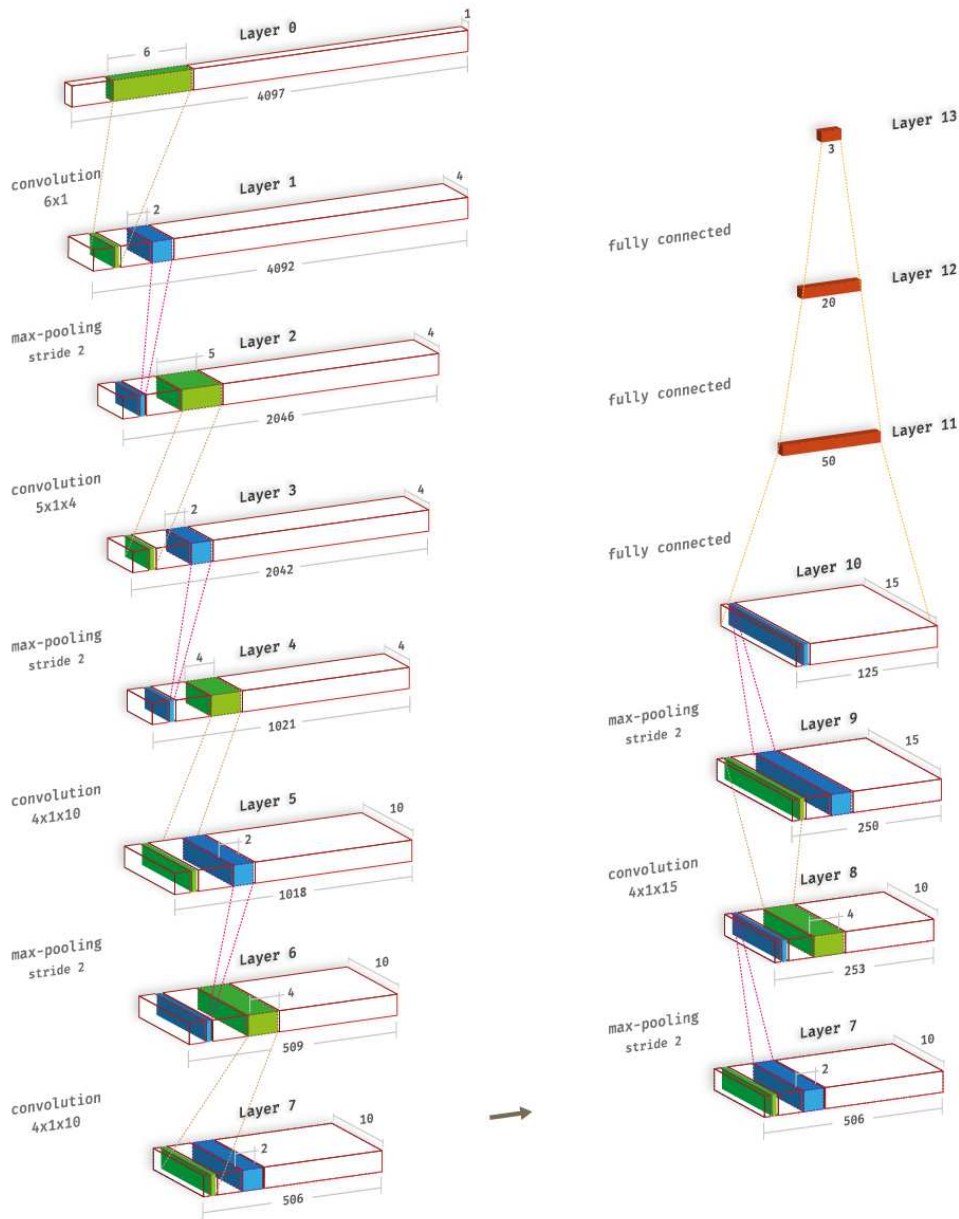 Layer 0
1
6
4097
convolution
6x1
Layer 1
4
2
4092
max-pooling
stride 2
Layer 2
4
5
2046
convolution
5x1x4
Layer 3
4
2
2042
max-pooling
stride 2
Layer 4
4
4
1021
convolution
4x1x10
Layer 5
10
2
1018
max-pooling
stride 2
Layer 6
10
4
509
convolution
4x1x10
Layer 7
10
2
506
Layer 13
3
fully connected
Layer 12
20
fully connected
Layer 11
50
fully connected
Layer 10
15
125
max-pooling
stride 2
Layer 9
15
250
convolution
4x1x15
Layer 8
10
4
253
max-pooling
stride 2
Layer 7
10
2
506